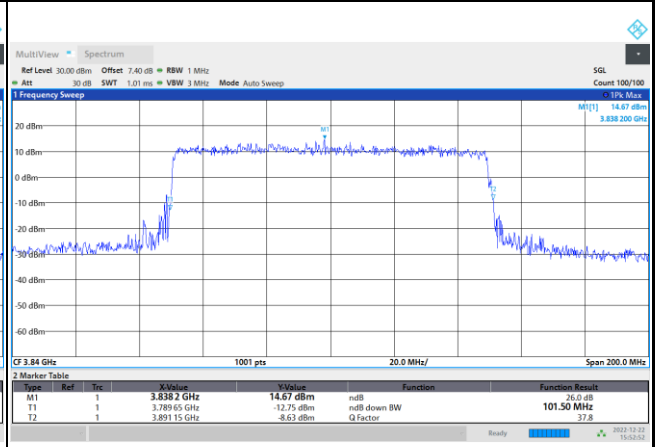 MultiView Spectrum
Ref Level 30.00 dBm Offset 7.40 dB RBW 1 MHz SGL
Att 30 dB SWT 1.01 ms VBW 3 MHz Mode Auto Sweep Count 100/100
1 Frequency Sweep 1Pk Max
M1[1] 14.67 dBm
3.838 200 GHz
20 dBm
M1
10 dBm
0 dBm
-10 dBm
T1
T2
-20 dBm
-30 dBm
-40 dBm
-50 dBm
-60 dBm
CF 3.84 GHz 1001 pts 20.0 MHz/ Span 200.0 MHz
2 Marker Table
Type Ref Trc X-Value Y-Value Function Function Result
M1 1 3.8382 GHz 14.67 dBm ndB 26.0 dB
T1 1 3.78965 GHz -12.75 dBm ndB down BW 101.50 MHz
T2 1 3.89115 GHz -8.63 dBm Q Factor 37.8
Ready 2022-12-22
15:52:52